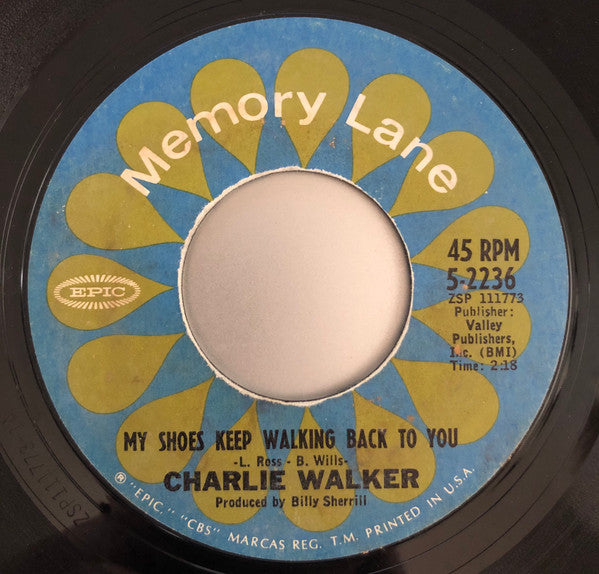 Memory Lane
EPIC
45 RPM
5-2236
ZSP 111773
Publisher:
Valley
Publishers,
Inc. (BMI)
Time: 2:18
MY SHOES KEEP WALKING BACK TO YOU
-L. Ross - B. Wills-
CHARLIE WALKER
Produced by Billy Sherrill
® "EPIC," "CBS" MARCAS REG. T.M. PRINTED IN U.S.A.